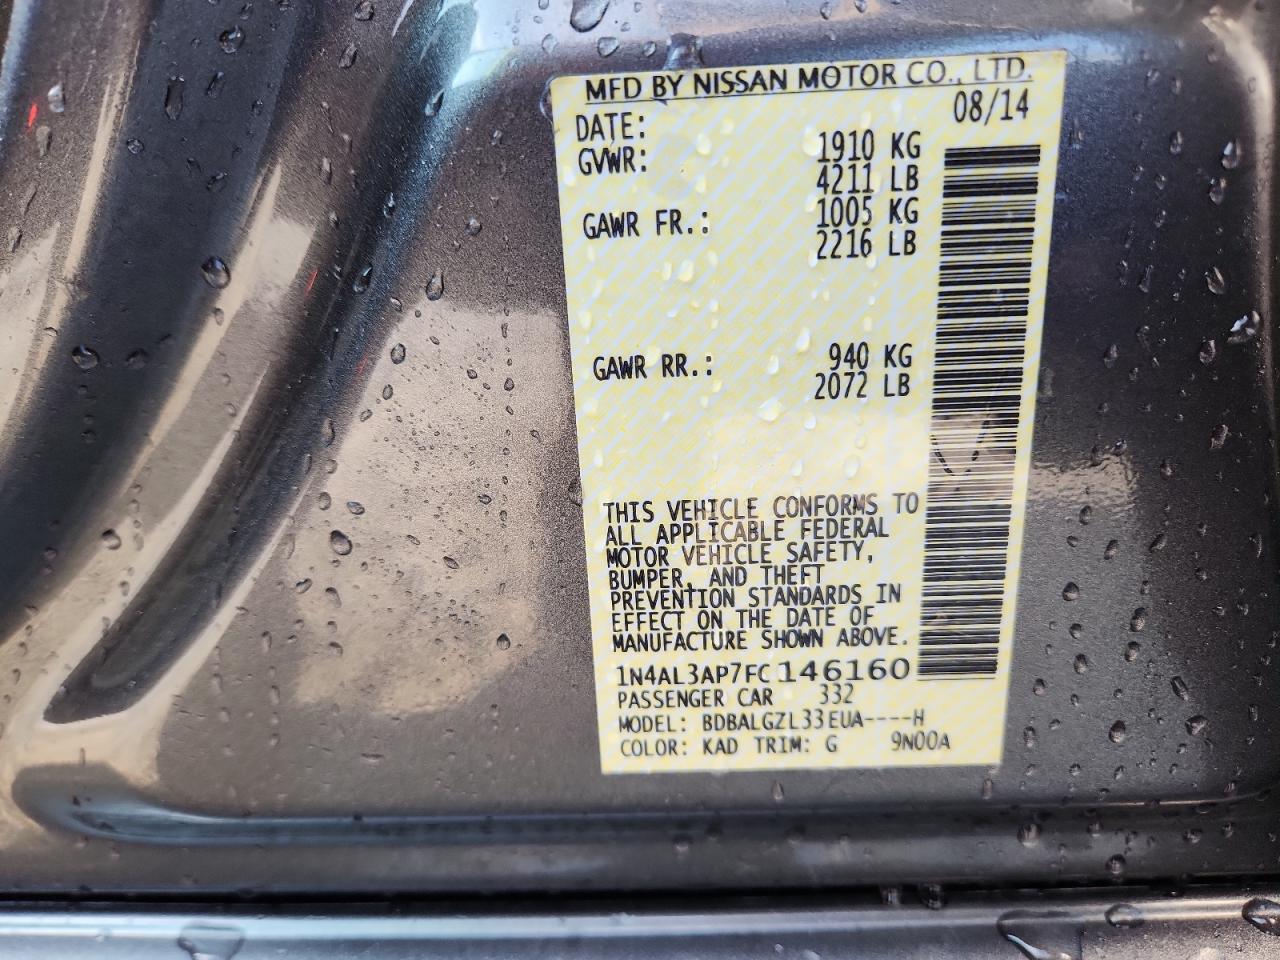 MFD BY NISSAN MOTOR CO., LTD.
DATE: 08/14
GVWR: 1910 KG
4211 LB
GAWR FR.: 1005 KG
2216 LB
GAWR RR.: 940 KG
2072 LB
THIS VEHICLE CONFORMS TO
ALL APPLICABLE FEDERAL
MOTOR VEHICLE SAFETY,
BUMPER, AND THEFT
PREVENTION STANDARDS IN
EFFECT ON THE DATE OF
MANUFACTURE SHOWN ABOVE.
1N4AL3AP7FC146160
PASSENGER CAR 332
MODEL: BDBALGZL33EUA----H
COLOR: KAD TRIM: G 9N00A